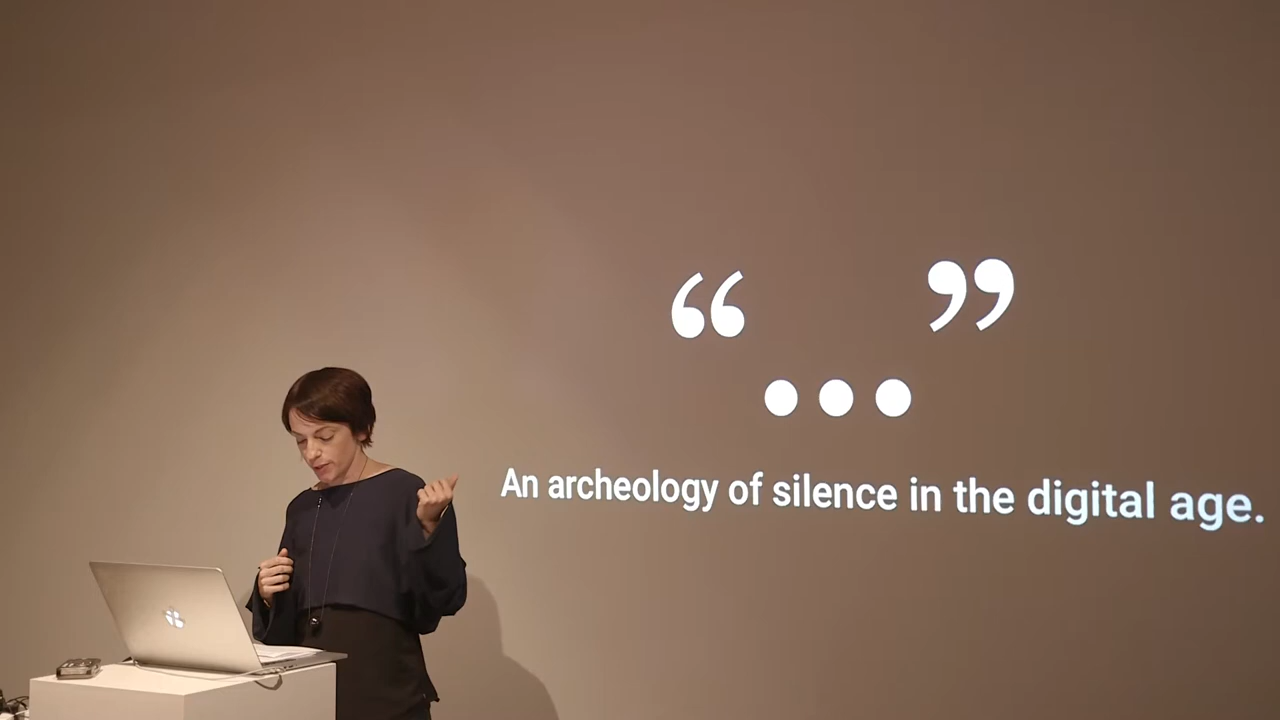 “ ”
...
An archeology of silence in the digital age.